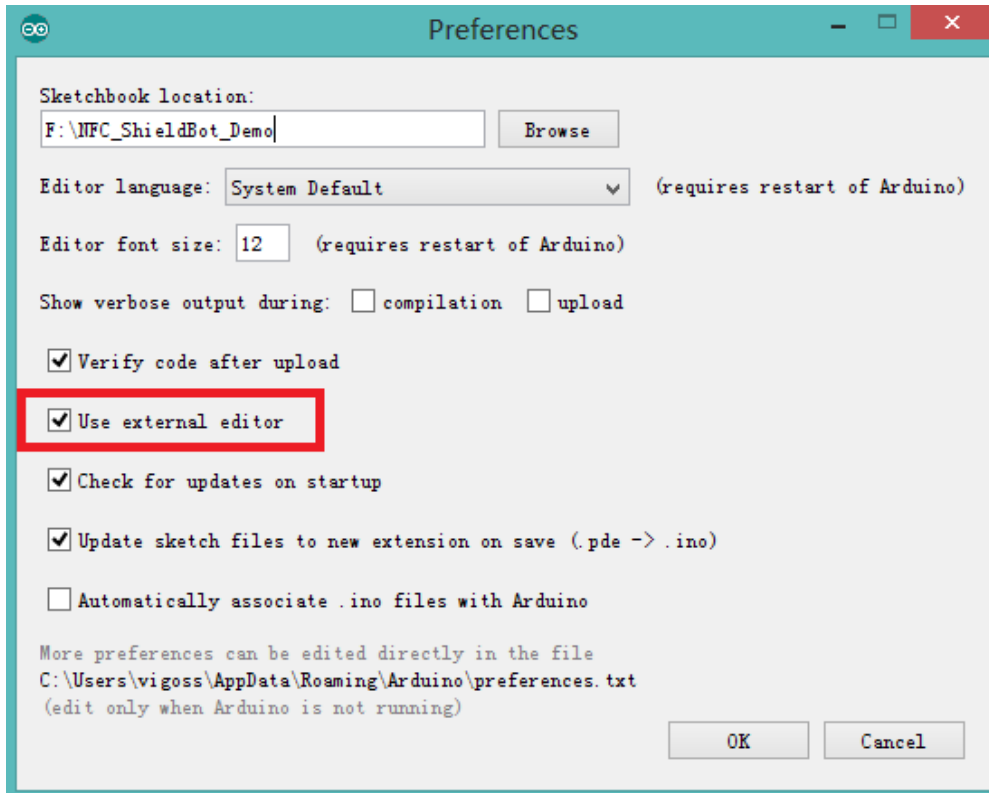 Preferences
Sketchbook location:
F:\NFC_ShieldBot_Demo
Browse
Editor language: System Default (requires restart of Arduino)
Editor font size: 12 (requires restart of Arduino)
Show verbose output during: compilation upload
Verify code after upload
Use external editor
Check for updates on startup
Update sketch files to new extension on save (.pde -> .ino)
Automatically associate .ino files with Arduino
More preferences can be edited directly in the file
C:\Users\vigoss\AppData\Roaming\Arduino\preferences.txt
(edit only when Arduino is not running)
OK Cancel